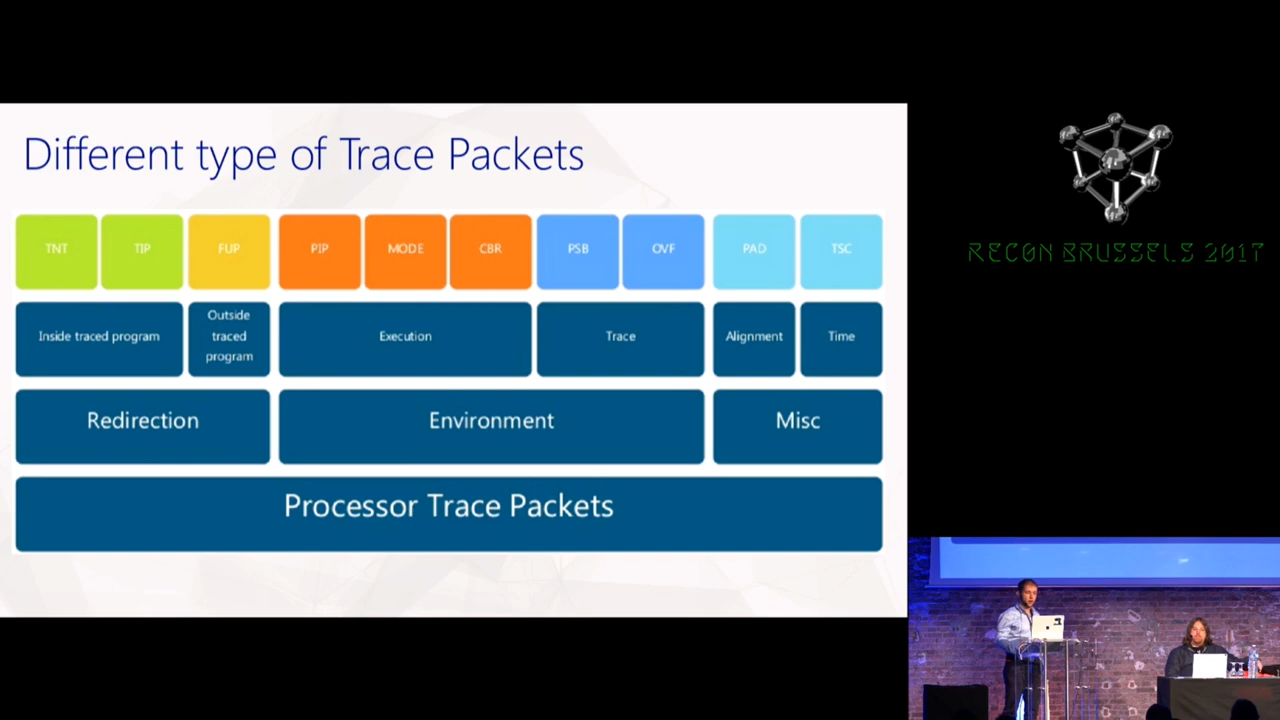 Different type of Trace Packets
TNT
TIP
FUP
PIP
MODE
CBR
PSB
OVF
PAD
TSC
Inside traced program
Outside
traced
program
Execution
Trace
Alignment
Time
Redirection
Environment
Misc
Processor Trace Packets
RECON BRUSSELS 2017